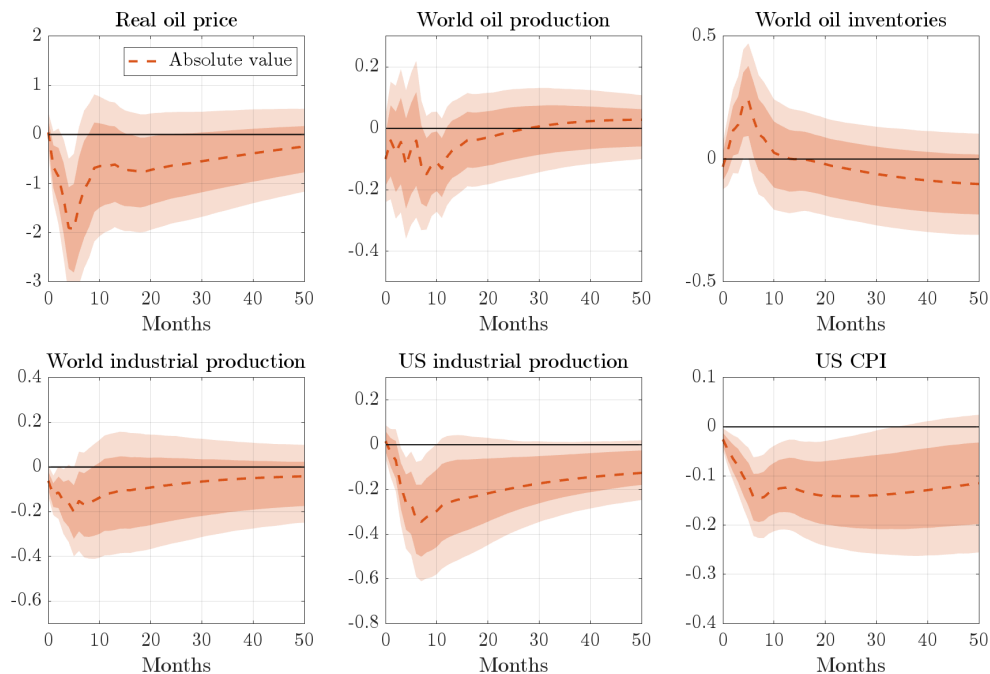 Real oil price
World oil production
World oil inventories
2
1
0
-1
-2
-3
Absolute value
0.2
0
-0.2
-0.4
0.5
0
-0.5
0 10 20 30 40 50
0 10 20 30 40 50
0 10 20 30 40 50
Months
Months
Months
World industrial production
US industrial production
US CPI
0.4
0.2
0
-0.2
-0.4
-0.6
0.2
0
-0.2
-0.4
-0.6
-0.8
0.1
0
-0.1
-0.2
-0.3
-0.4
0 10 20 30 40 50
0 10 20 30 40 50
0 10 20 30 40 50
Months
Months
Months